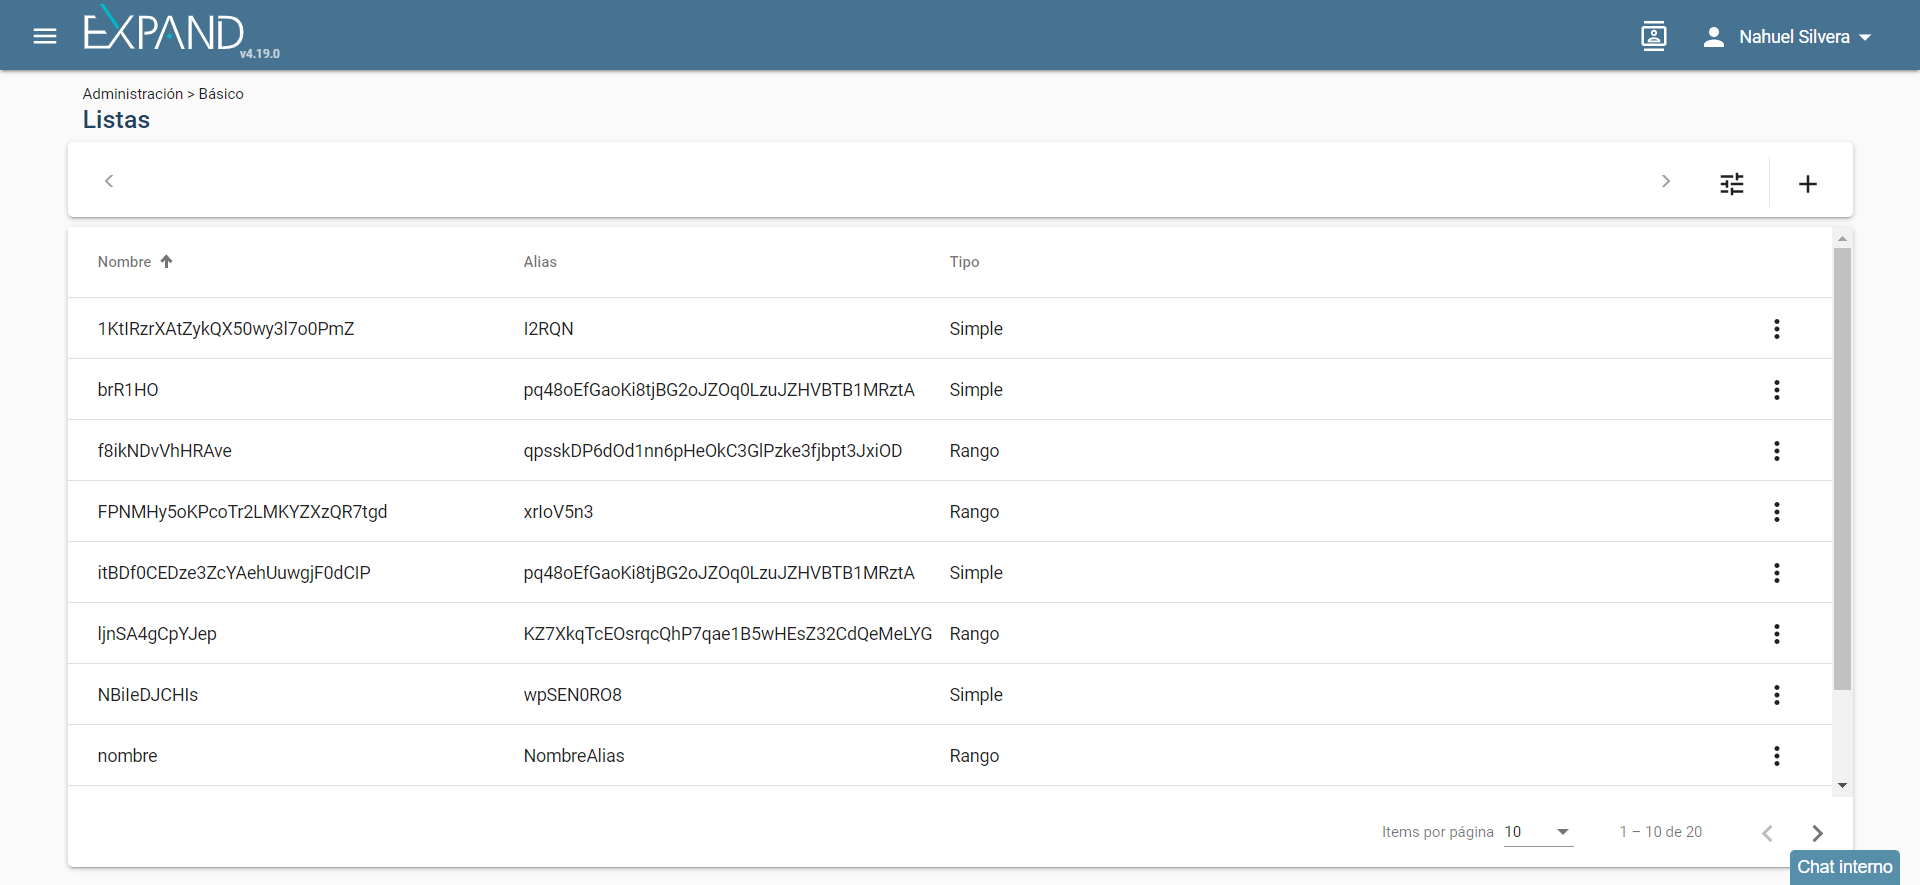 EXPAND
v4.19.0
Nahuel Silvera
Administración > Básico
Listas
Nombre Alias Tipo
1KtIRzrXAtZykQX50wy3l7o0PmZ I2RQN Simple
brR1HO pq48oEfGaoKi8tjBG2oJZOq0LzuJZHVBTB1MRztA Simple
f8ikNDvVhHRAve qpsskDP6dOd1nn6pHeOkC3GlPzke3fjbpt3JxiOD Rango
FPNMHy5oKPcoTr2LMKYZXzQR7tgd xrIoV5n3 Rango
itBDf0CEDze3ZcYAehUuwgjF0dCIP pq48oEfGaoKi8tjBG2oJZOq0LzuJZHVBTB1MRztA Simple
ljnSA4gCpYJep KZ7XkqTcEOsrqcQhP7qae1B5wHEsZ32CdQeMeLYG Rango
NBiIeDJCHIs wpSEN0RO8 Simple
nombre NombreAlias Rango
Items por página 10 1 – 10 de 20
Chat interno